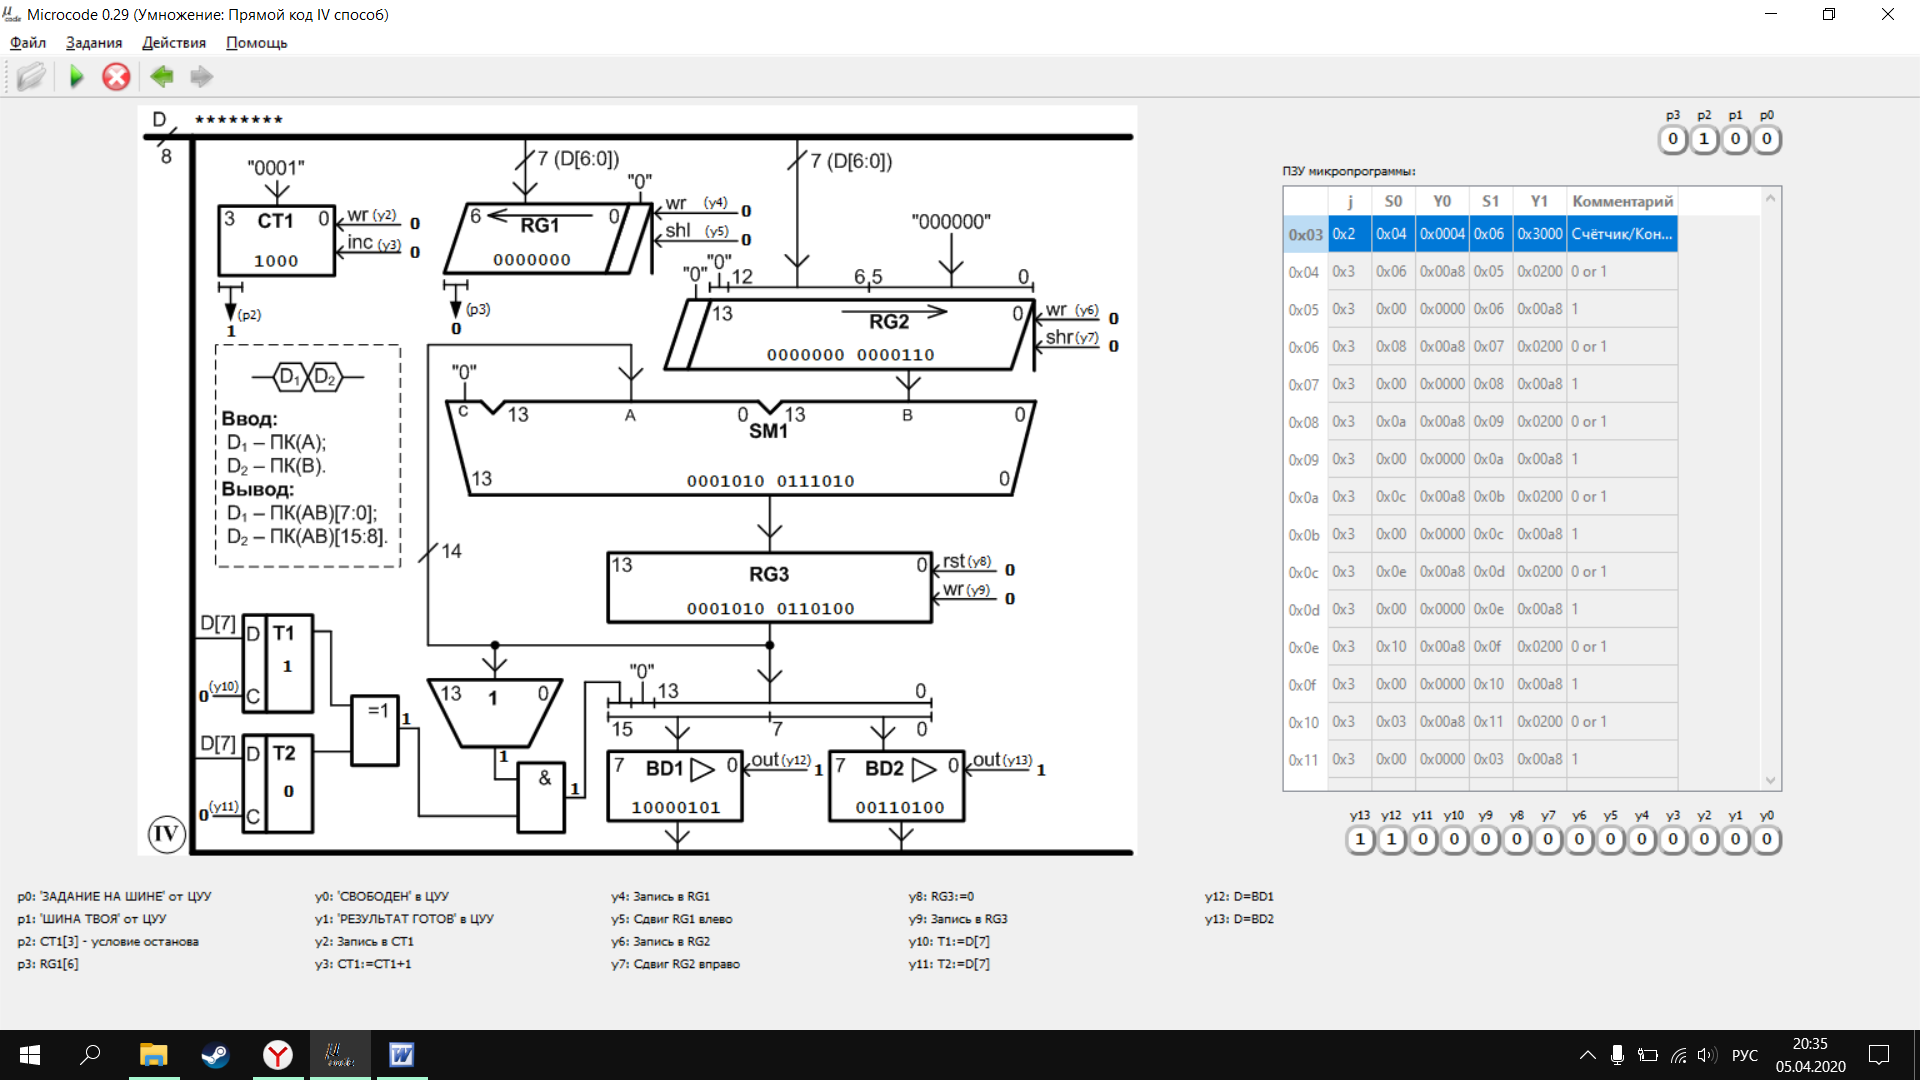 Microcode 0.29 (Умножение: Прямой код IV способ)
Файл Задания Действия Помощь
D ********
8
"0001"
3 CT1 0
1000
wr (y2) 0
inc (y3) 0
(p2)
1
7 (D[6:0])
"0"
6 RG1 0
0000000
wr (y4) 0
shl (y5) 0
(p3)
0
7 (D[6:0])
"000000"
"0" "0" 12 6,5 0
13 RG2 0
0000000 0000110
wr (y6) 0
shr (y7) 0
D1 D2
Ввод:
D1 – ПК(A);
D2 – ПК(B).
Вывод:
D1 – ПК(AB)[7:0];
D2 – ПК(AB)[15:8].
"0"
C 13 A 0 13 B 0
SM1
13 0001010 0111010 0
14
13 RG3 0
0001010 0110100
rst (y8) 0
wr (y9) 0
D[7] D T1
1
0 (y10) C
D[7] D T2
0
0 (y11) C
=1 1
13 1 0
1
& 1
"0" 13 0
15 7 0
7 BD1 0 out (y12) 1
10000101
7 BD2 0 out (y13) 1
00110100
IV
p3 p2 p1 p0
0 1 0 0
ПЗУ микропрограммы:
j S0 Y0 S1 Y1 Комментарий
0x03 0x2 0x04 0x0004 0x06 0x3000 Счётчик/Кон...
0x04 0x3 0x06 0x00a8 0x05 0x0200 0 or 1
0x05 0x3 0x00 0x0000 0x06 0x00a8 1
0x06 0x3 0x08 0x00a8 0x07 0x0200 0 or 1
0x07 0x3 0x00 0x0000 0x08 0x00a8 1
0x08 0x3 0x0a 0x00a8 0x09 0x0200 0 or 1
0x09 0x3 0x00 0x0000 0x0a 0x00a8 1
0x0a 0x3 0x0c 0x00a8 0x0b 0x0200 0 or 1
0x0b 0x3 0x00 0x0000 0x0c 0x00a8 1
0x0c 0x3 0x0e 0x00a8 0x0d 0x0200 0 or 1
0x0d 0x3 0x00 0x0000 0x0e 0x00a8 1
0x0e 0x3 0x10 0x00a8 0x0f 0x0200 0 or 1
0x0f 0x3 0x00 0x0000 0x10 0x00a8 1
0x10 0x3 0x03 0x00a8 0x11 0x0200 0 or 1
0x11 0x3 0x00 0x0000 0x03 0x00a8 1
y13 y12 y11 y10 y9 y8 y7 y6 y5 y4 y3 y2 y1 y0
1 1 0 0 0 0 0 0 0 0 0 0 0 0
p0: 'ЗАДАНИЕ НА ШИНЕ' от ЦУУ
p1: 'ШИНА ТВОЯ' от ЦУУ
p2: CT1[3] - условие останова
p3: RG1[6]
y0: 'СВОБОДЕН' в ЦУУ
y1: 'РЕЗУЛЬТАТ ГОТОВ' в ЦУУ
y2: Запись в CT1
y3: CT1:=CT1+1
y4: Запись в RG1
y5: Сдвиг RG1 влево
y6: Запись в RG2
y7: Сдвиг RG2 вправо
y8: RG3:=0
y9: Запись в RG3
y10: T1:=D[7]
y11: T2:=D[7]
y12: D=BD1
y13: D=BD2
РУС
20:35
05.04.2020